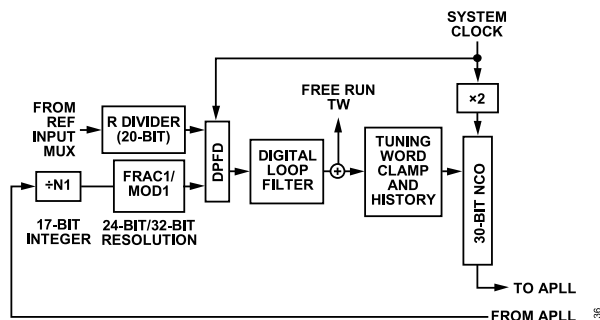 SYSTEM
CLOCK
FREE RUN
TW
×2
FROM
REF
INPUT
MUX
R DIVIDER
(20-BIT)
DPFD
DIGITAL
LOOP
FILTER
TUNING
WORD
CLAMP
AND
HISTORY
30-BIT NCO
÷N1
FRAC1/
MOD1
17-BIT
INTEGER
24-BIT/32-BIT
RESOLUTION
TO APLL
FROM APLL
36